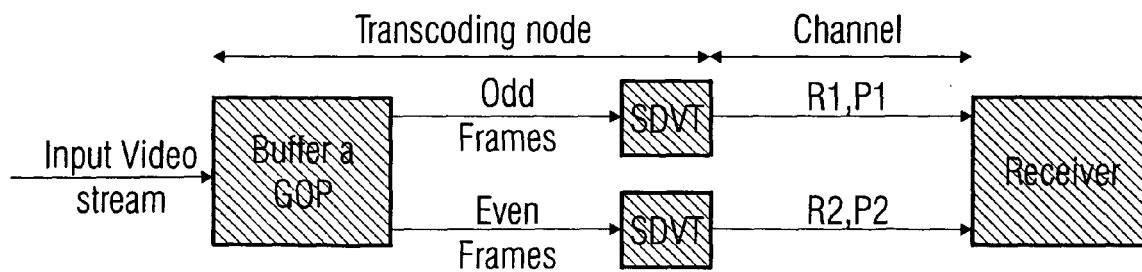 Transcoding node
Channel
Odd
Frames
SDVT
R1,P1
Input Video
stream
Buffer a
GOP
Receiver
Even
Frames
SDVT
R2,P2